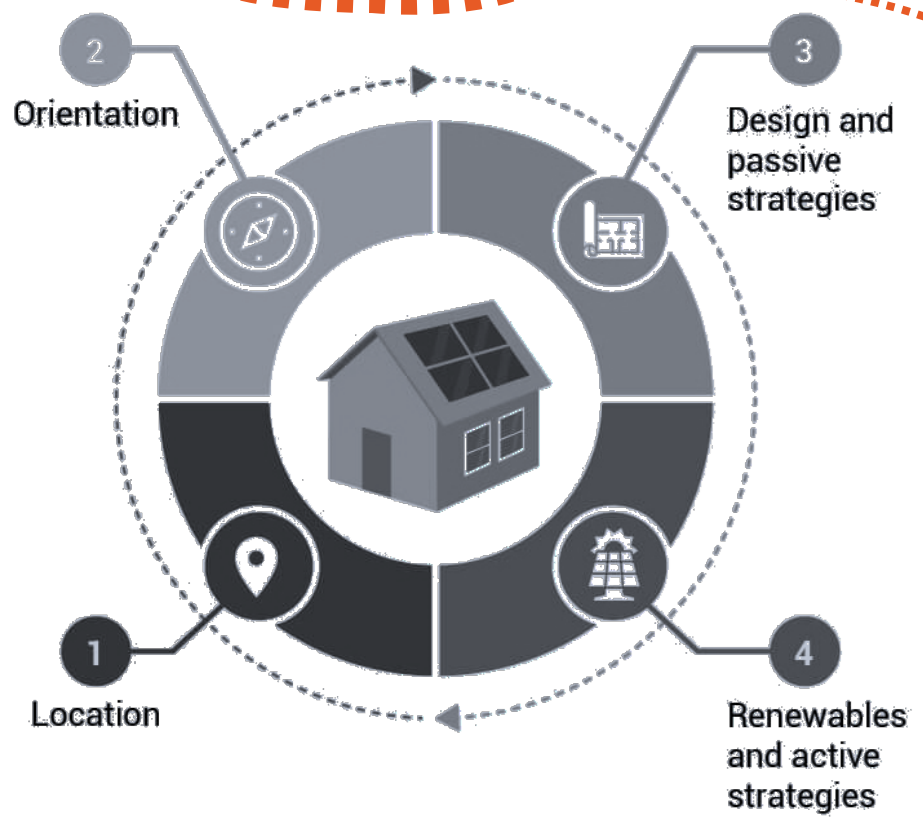 2
Orientation
3
Design and
passive
strategies
1
Location
4
Renewables
and active
strategies